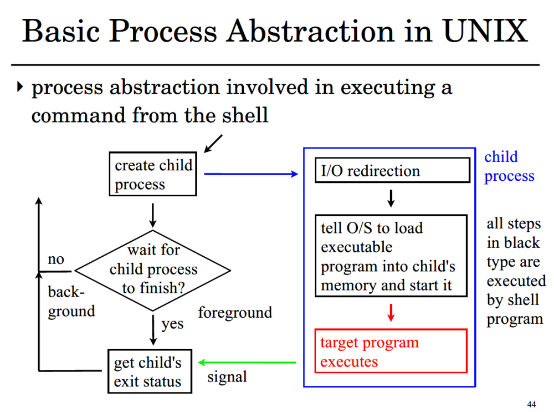 Basic Process Abstraction in UNIX
process abstraction involved in executing a
command from the shell
create child
process
wait for
child process
to finish?
no
back-
ground
yes
foreground
get child's
exit status
signal
I/O redirection
tell O/S to load
executable
program into child's
memory and start it
target program
executes
child
process
all steps
in black
type are
executed
by shell
program
44